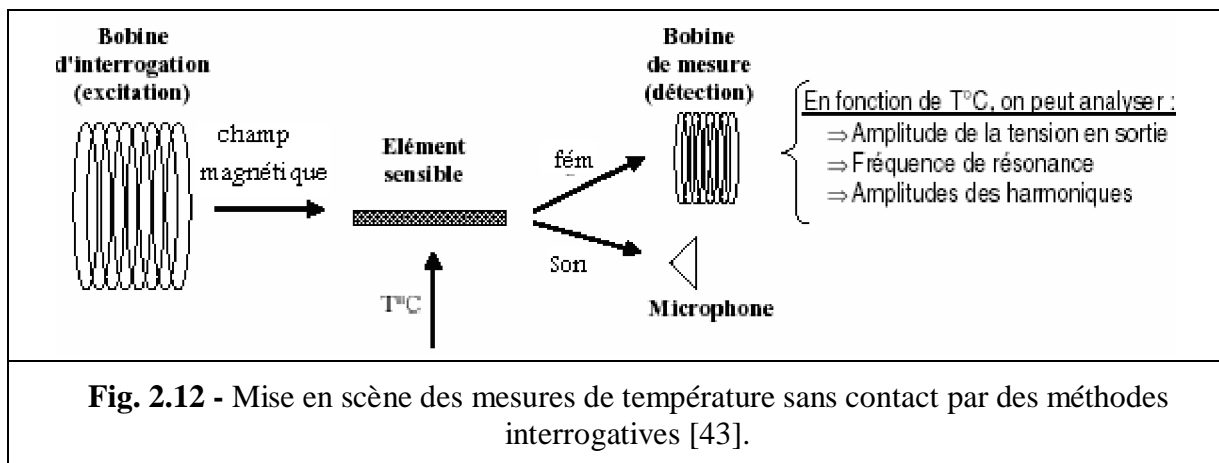 Bobine
d'interrogation
(excitation)
champ
magnétique
Elément
sensible
T°C
fém
Son
Bobine
de mesure
(détection)
Microphone
En fonction de T°C, on peut analyser :
⇒ Amplitude de la tension en sortie
⇒ Fréquence de résonance
⇒ Amplitudes des harmoniques
Fig. 2.12 - Mise en scène des mesures de température sans contact par des méthodes
interrogatives [43].